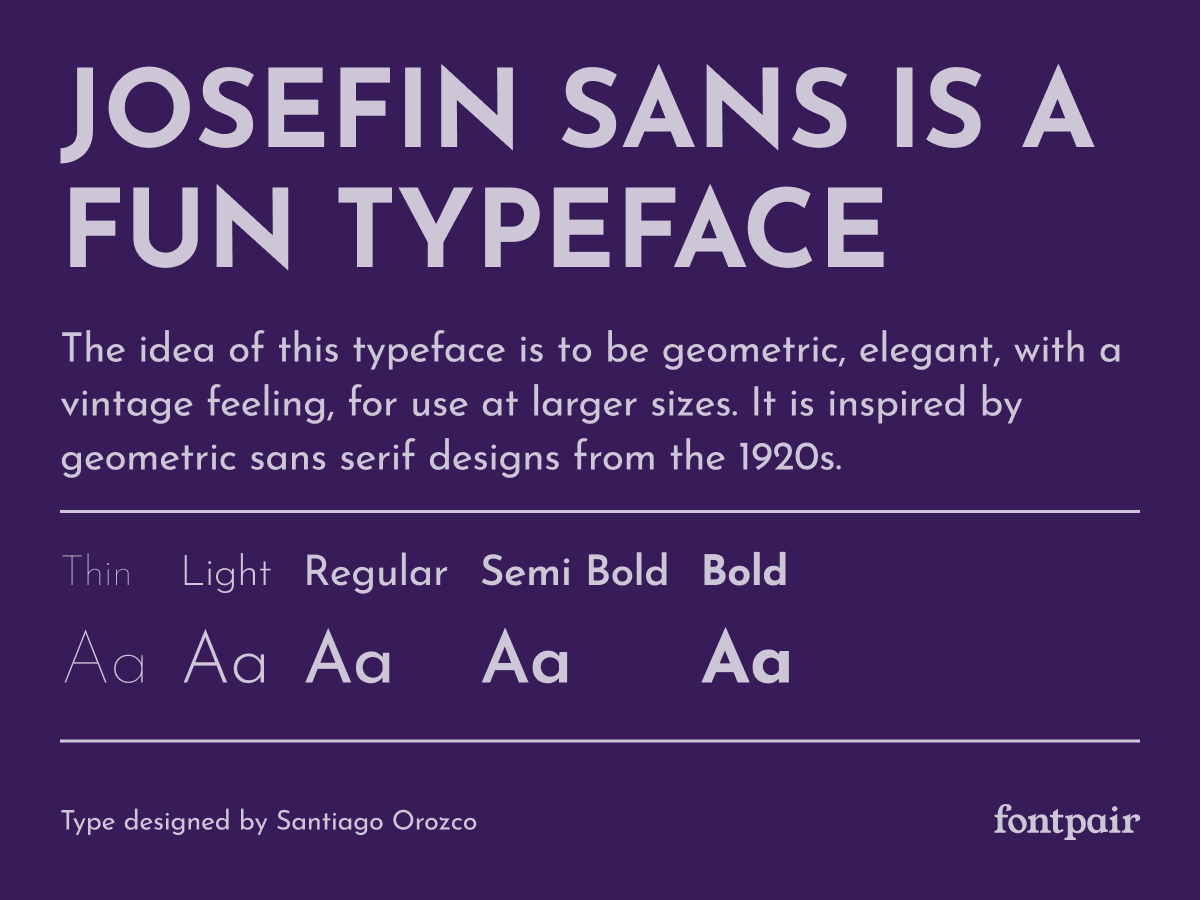 JOSEFIN SANS IS A
FUN TYPEFACE
The idea of this typeface is to be geometric, elegant, with a
vintage feeling, for use at larger sizes. It is inspired by
geometric sans serif designs from the 1920s.
Thin Light Regular Semi Bold Bold
Aa Aa Aa Aa Aa
Type designed by Santiago Orozco
fontpair